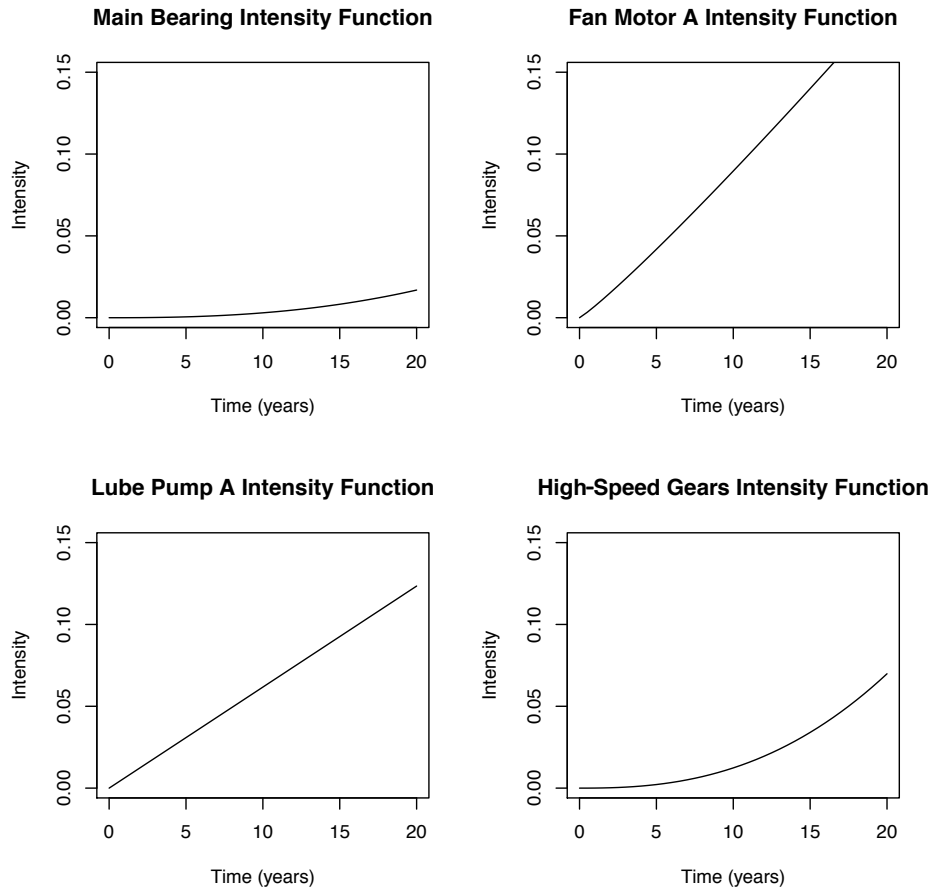 Main Bearing Intensity Function
0.15
0.10
0.05
0.00
Intensity
0 5 10 15 20
Time (years)
Fan Motor A Intensity Function
0.15
0.10
0.05
0.00
Intensity
0 5 10 15 20
Time (years)
Lube Pump A Intensity Function
0.15
0.10
0.05
0.00
Intensity
0 5 10 15 20
Time (years)
High-Speed Gears Intensity Function
0.15
0.10
0.05
0.00
Intensity
0 5 10 15 20
Time (years)